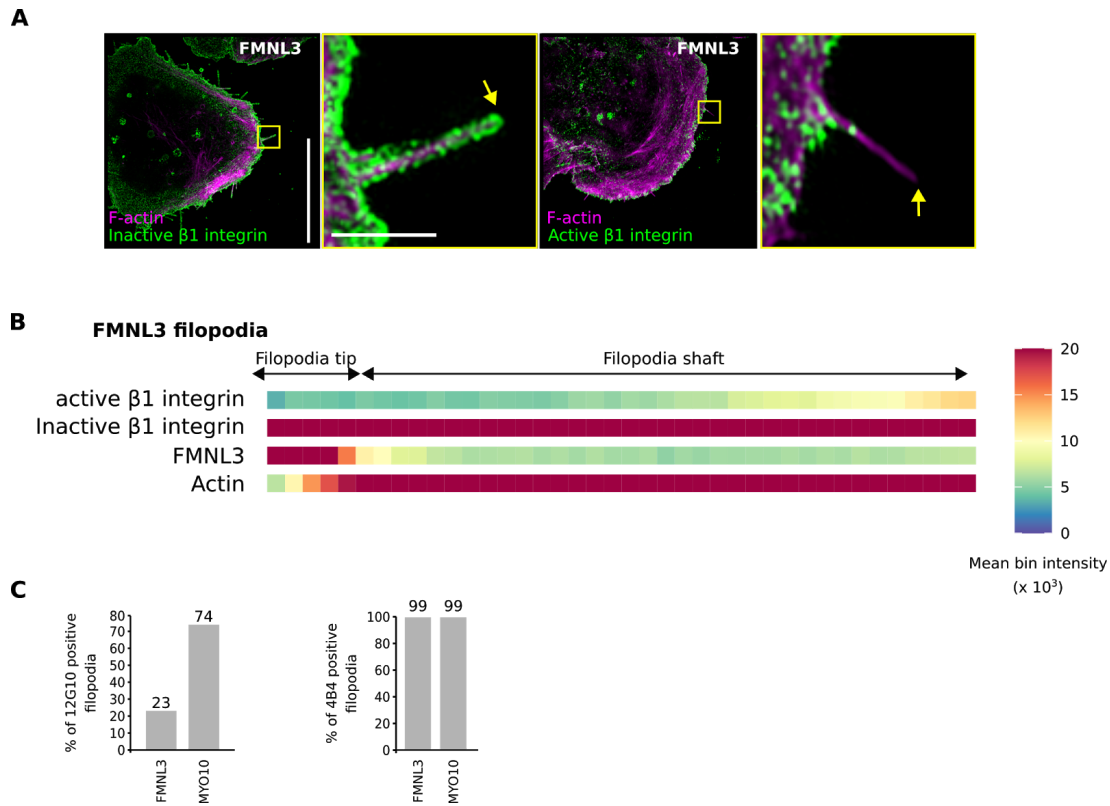 A
FMNL3
F-actin
Inactive β1 integrin
FMNL3
F-actin
Active β1 integrin
B
FMNL3 filopodia
Filopodia tip
Filopodia shaft
active β1 integrin
Inactive β1 integrin
FMNL3
Actin
20
15
10
5
0
Mean bin intensity
(x 10³)
C
% of 12G10 positive
filopodia
80
70
60
50
40
30
20
10
0
23
74
FMNL3
MYO10
% of 4B4 positive
filopodia
100
80
60
40
20
0
99
99
FMNL3
MYO10